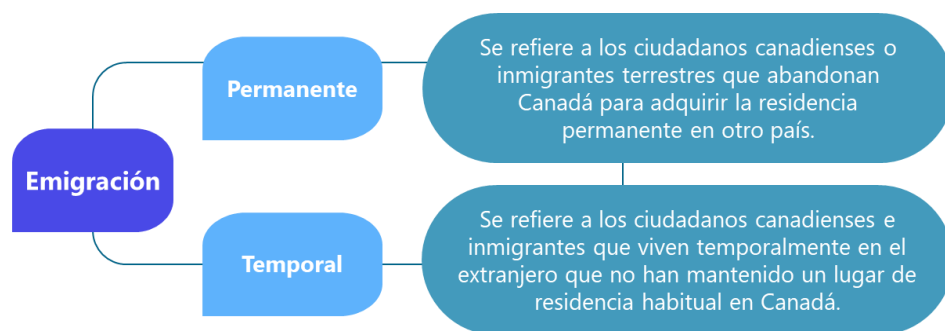 Emigración
Permanente
Se refiere a los ciudadanos canadienses o
inmigrantes terrestres que abandonan
Canadá para adquirir la residencia
permanente en otro país.
Temporal
Se refiere a los ciudadanos canadienses e
inmigrantes que viven temporalmente en el
extranjero que no han mantenido un lugar de
residencia habitual en Canadá.